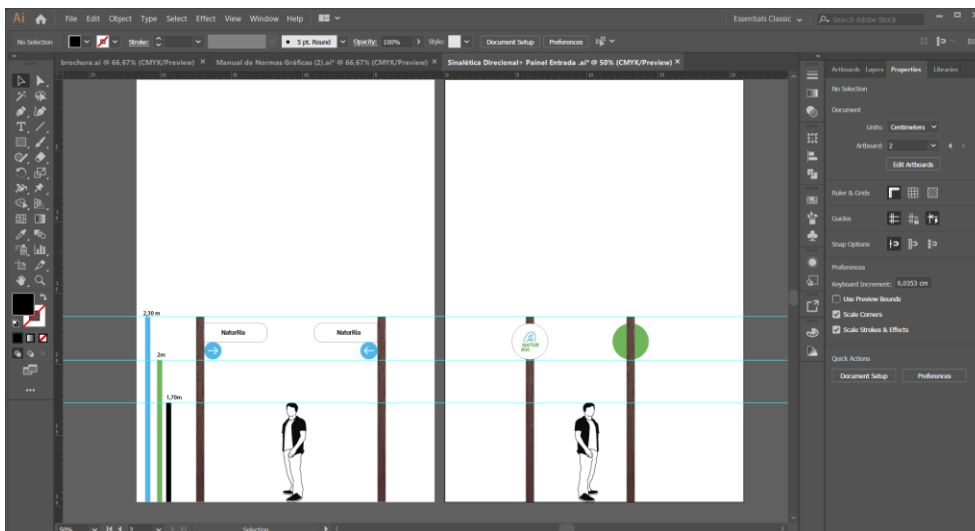 Ai File Edit Object Type Select Effect View Window Help Essentials Classic Search Adobe Stock
No Selection Stroke: 5 pt. Round Opacity: 100% Style: Document Setup Preferences
brochura.ai @ 66,67% (CMYK/Preview) × Manual de Normas Gráficas (2).ai* @ 66,67% (CMYK/Preview) × Sinalética Direcional+ Painel Entrada .ai* @ 50% (CMYK/Preview) ×
Artboards Layers Properties Libraries
No Selection
Document
Units: Centimeters
Artboard: 2
Edit Artboards
Ruler & Grids
Guides
Snap Options
Preferences
Keyboard Increment: 0,0353 cm
Use Preview Bounds
Scale Corners
Scale Strokes & Effects
Quick Actions
Document Setup Preferences
2,30 m
NaturRia NaturRia
NATUR
RIA
2m
1,70m
50% 2 Selection